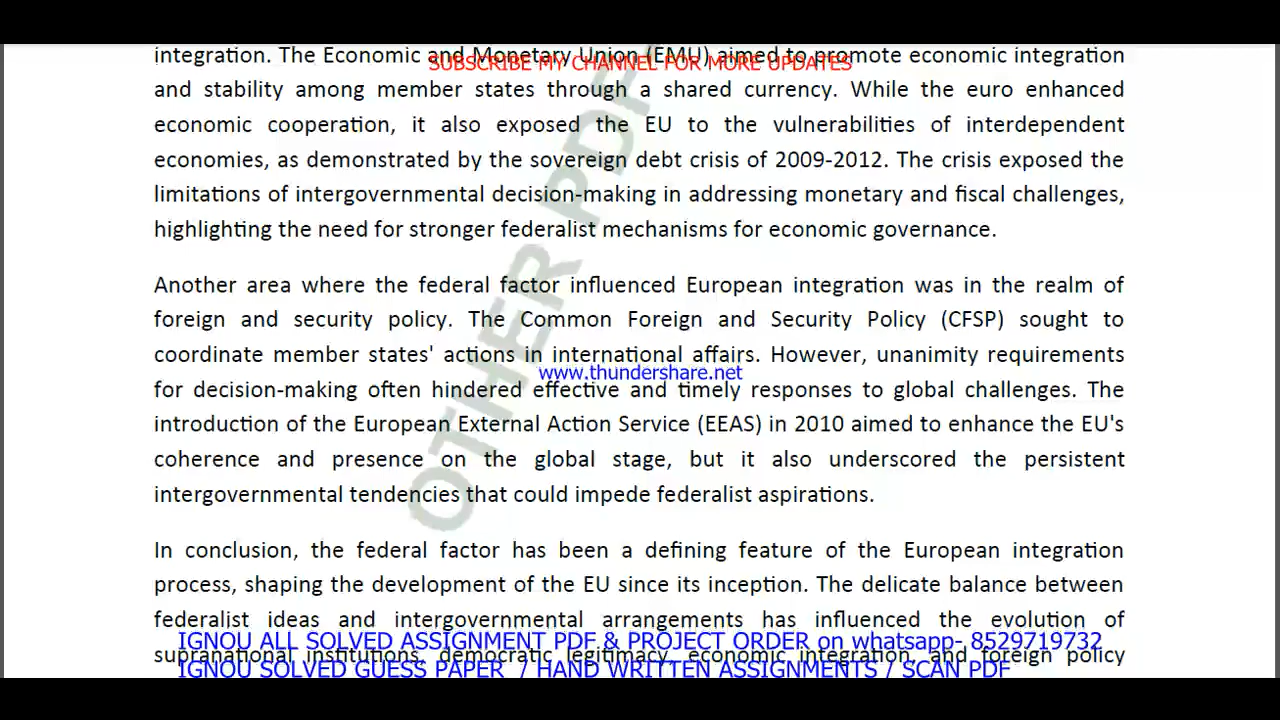 integration. The Economic and Monetary Union (EMU) aimed to promote economic integration
SUBSCRIBE MY CHANNEL FOR MORE UPDATES
and stability among member states through a shared currency. While the euro enhanced
economic cooperation, it also exposed the EU to the vulnerabilities of interdependent
economies, as demonstrated by the sovereign debt crisis of 2009-2012. The crisis exposed the
limitations of intergovernmental decision-making in addressing monetary and fiscal challenges,
highlighting the need for stronger federalist mechanisms for economic governance.
Another area where the federal factor influenced European integration was in the realm of
foreign and security policy. The Common Foreign and Security Policy (CFSP) sought to
coordinate member states' actions in international affairs. However, unanimity requirements
www.thundershare.net
for decision-making often hindered effective and timely responses to global challenges. The
introduction of the European External Action Service (EEAS) in 2010 aimed to enhance the EU's
coherence and presence on the global stage, but it also underscored the persistent
intergovernmental tendencies that could impede federalist aspirations.
In conclusion, the federal factor has been a defining feature of the European integration
process, shaping the development of the EU since its inception. The delicate balance between
federalist ideas and intergovernmental arrangements has influenced the evolution of
IGNOU ALL SOLVED ASSIGNMENT PDF & PROJECT ORDER on whatsapp- 8529719732
supranational institutions, democratic legitimacy, economic integration, and foreign policy
IGNOU SOLVED GUESS PAPER / HAND WRITTEN ASSIGNMENTS / SCAN PDF
OTHER PDF